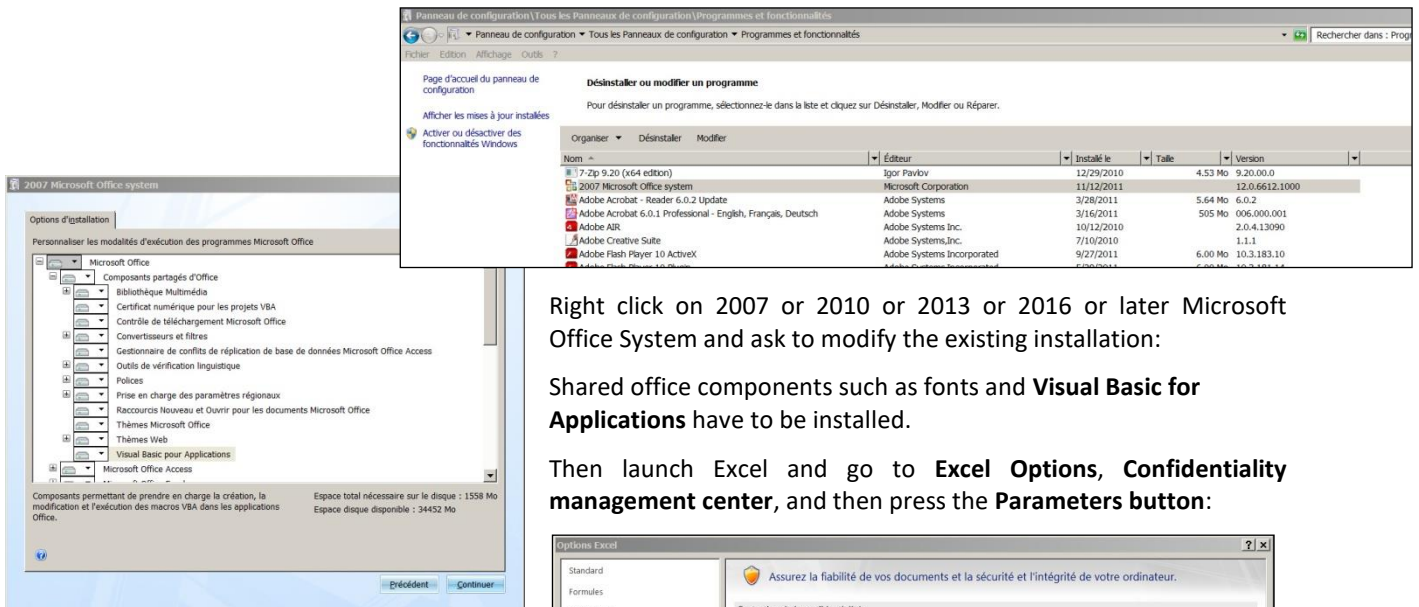 Panneau de configuration\Tous les Panneaux de configuration\Programmes et fonctionnalités
Panneau de configuration ▾ Tous les Panneaux de configuration ▾ Programmes et fonctionnalités
Rechercher dans : Progr
Fichier Edition Affichage Outils ?
Page d'accueil du panneau de
configuration
Afficher les mises à jour installées
Activer ou désactiver des
fonctionnalités Windows
Désinstaller ou modifier un programme
Pour désinstaller un programme, sélectionnez-le dans la liste et cliquez sur Désinstaller, Modifier ou Réparer.
Organiser ▾ Désinstaller Modifier
Nom Éditeur Installé le Taille Version
7-Zip 9.20 (x64 edition) Igor Pavlov 12/29/2010 4.53 Mo 9.20.00.0
2007 Microsoft Office system Microsoft Corporation 11/12/2011 12.0.6612.1000
Adobe Acrobat - Reader 6.0.2 Update Adobe Systems 3/28/2011 5.64 Mo 6.0.2
Adobe Acrobat 6.0.1 Professional - English, Français, Deutsch Adobe Systems 3/16/2011 505 Mo 006.000.001
Adobe AIR Adobe Systems Inc. 10/12/2010 2.0.4.13090
Adobe Creative Suite Adobe Systems,Inc. 7/10/2010 1.1.1
Adobe Flash Player 10 ActiveX Adobe Systems Incorporated 9/27/2011 6.00 Mo 10.3.183.10
2007 Microsoft Office system
Options d'installation
Personnaliser les modalités d'exécution des programmes Microsoft Office
Microsoft Office
Composants partagés d'Office
Bibliothèque Multimédia
Certificat numérique pour les projets VBA
Contrôle de téléchargement Microsoft Office
Convertisseurs et filtres
Gestionnaire de conflits de réplication de base de données Microsoft Office Access
Outils de vérification linguistique
Polices
Prise en charge des paramètres régionaux
Raccourcis Nouveau et Ouvrir pour les documents Microsoft Office
Thèmes Microsoft Office
Thèmes Web
Visual Basic pour Applications
Microsoft Office Access
Composants permettant de prendre en charge la création, la
modification et l'exécution des macros VBA dans les applications
Office.
Espace total nécessaire sur le disque : 1558 Mo
Espace disque disponible : 34452 Mo
Précédent Continuer
Right click on 2007 or 2010 or 2013 or 2016 or later Microsoft
Office System and ask to modify the existing installation:
Shared office components such as fonts and Visual Basic for
Applications have to be installed.
Then launch Excel and go to Excel Options, Confidentiality
management center, and then press the Parameters button:
Options Excel
Standard
Formules
Assurez la fiabilité de vos documents et la sécurité et l'intégrité de votre ordinateur.